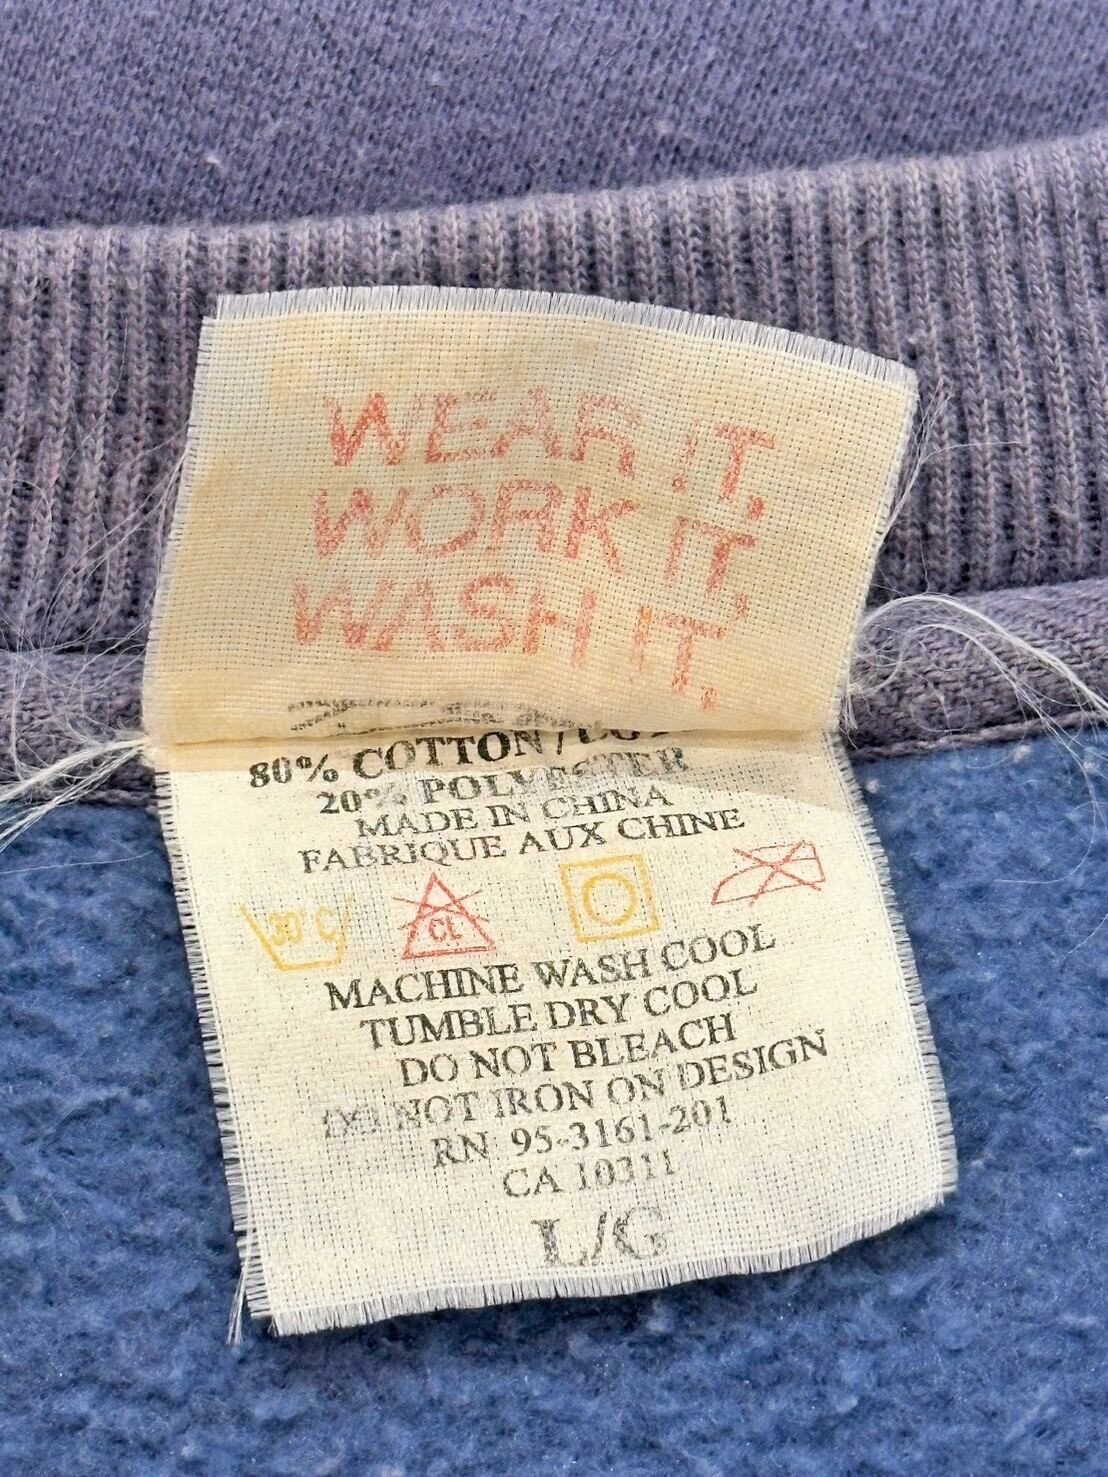 WEAR IT.
WORK IT.
WASH IT.
80% COTTON /
20% POLYESTER
MADE IN CHINA
FABRIQUE AUX CHINE
30°C
CL
MACHINE WASH COOL
TUMBLE DRY COOL
DO NOT BLEACH
DO NOT IRON ON DESIGN
RN 95-3161-201
CA 10311
L/G